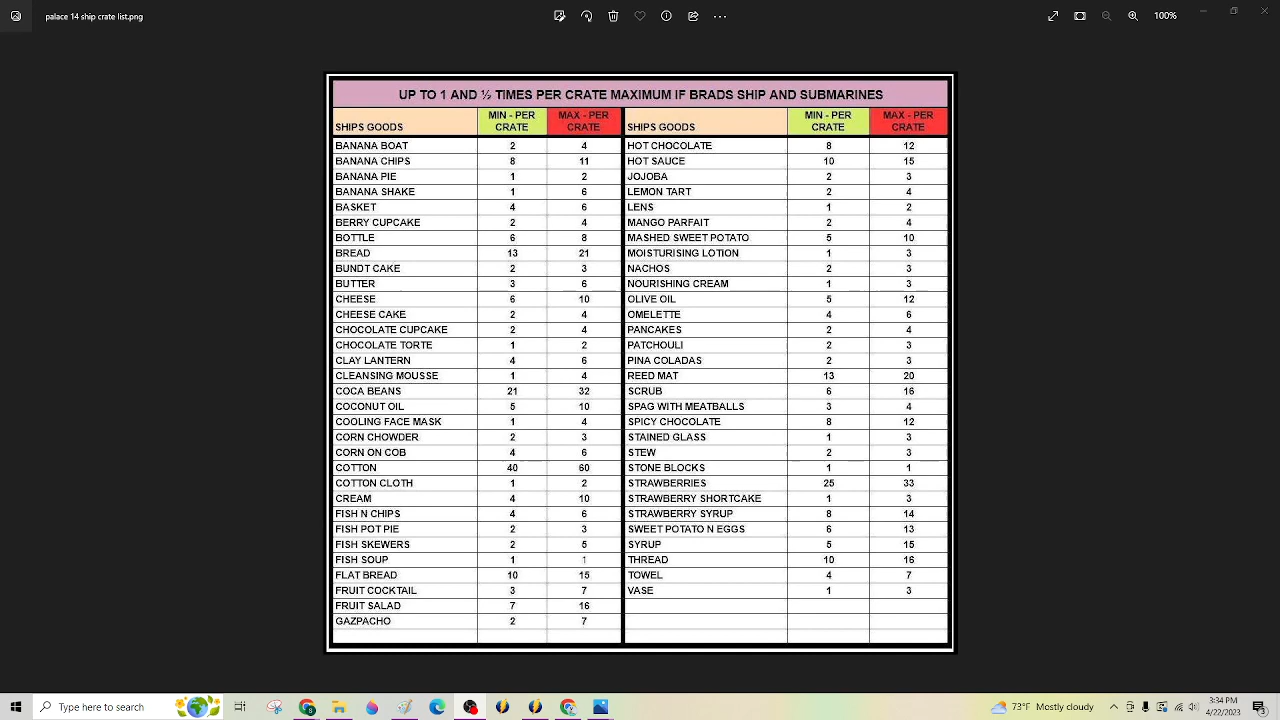 palace 14 ship crate list.png
100%
UP TO 1 AND ½ TIMES PER CRATE MAXIMUM IF BRADS SHIP AND SUBMARINES
SHIPS GOODS MIN - PER CRATE MAX - PER CRATE SHIPS GOODS MIN - PER CRATE MAX - PER CRATE
BANANA BOAT 2 4 HOT CHOCOLATE 8 12
BANANA CHIPS 8 11 HOT SAUCE 10 15
BANANA PIE 1 2 JOJOBA 2 3
BANANA SHAKE 1 6 LEMON TART 2 4
BASKET 4 6 LENS 1 2
BERRY CUPCAKE 2 4 MANGO PARFAIT 2 4
BOTTLE 6 8 MASHED SWEET POTATO 5 10
BREAD 13 21 MOISTURISING LOTION 1 3
BUNDT CAKE 2 3 NACHOS 2 3
BUTTER 3 6 NOURISHING CREAM 1 3
CHEESE 6 10 OLIVE OIL 5 12
CHEESE CAKE 2 4 OMELETTE 4 6
CHOCOLATE CUPCAKE 2 4 PANCAKES 2 4
CHOCOLATE TORTE 1 2 PATCHOULI 2 3
CLAY LANTERN 4 6 PINA COLADAS 2 3
CLEANSING MOUSSE 1 4 REED MAT 13 20
COCA BEANS 21 32 SCRUB 6 16
COCONUT OIL 5 10 SPAG WITH MEATBALLS 3 4
COOLING FACE MASK 1 4 SPICY CHOCOLATE 8 12
CORN CHOWDER 2 3 STAINED GLASS 1 3
CORN ON COB 4 6 STEW 2 3
COTTON 40 60 STONE BLOCKS 1 1
COTTON CLOTH 1 2 STRAWBERRIES 25 33
CREAM 4 10 STRAWBERRY SHORTCAKE 1 3
FISH N CHIPS 4 6 STRAWBERRY SYRUP 8 14
FISH POT PIE 2 3 SWEET POTATO N EGGS 6 13
FISH SKEWERS 2 5 SYRUP 5 15
FISH SOUP 1 1 THREAD 10 16
FLAT BREAD 10 15 TOWEL 4 7
FRUIT COCKTAIL 3 7 VASE 1 3
FRUIT SALAD 7 16
GAZPACHO 2 7
Type here to search
73°F Mostly cloudy
3:34 PM
4/22/2023